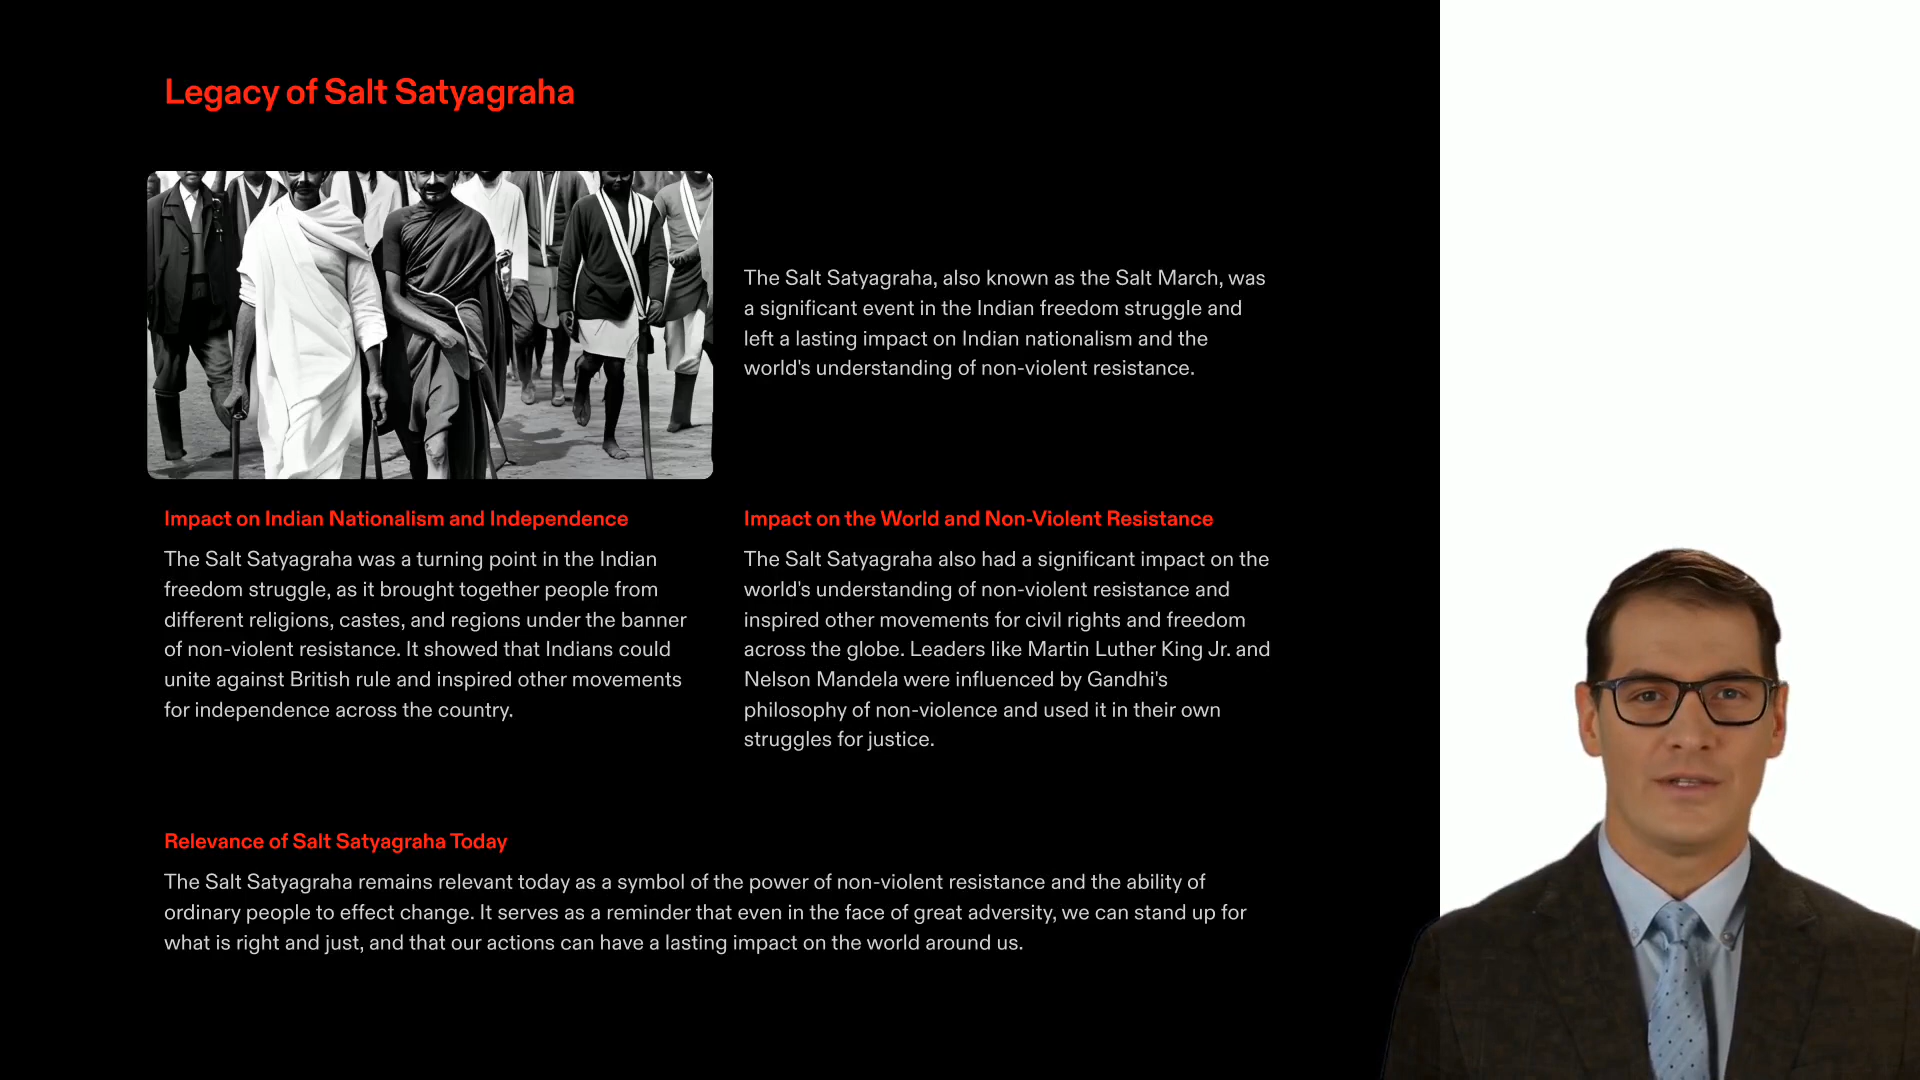 Legacy of Salt Satyagraha
The Salt Satyagraha, also known as the Salt March, was
a significant event in the Indian freedom struggle and
left a lasting impact on Indian nationalism and the
world's understanding of non-violent resistance.
Impact on Indian Nationalism and Independence
The Salt Satyagraha was a turning point in the Indian
freedom struggle, as it brought together people from
different religions, castes, and regions under the banner
of non-violent resistance. It showed that Indians could
unite against British rule and inspired other movements
for independence across the country.
Impact on the World and Non-Violent Resistance
The Salt Satyagraha also had a significant impact on the
world's understanding of non-violent resistance and
inspired other movements for civil rights and freedom
across the globe. Leaders like Martin Luther King Jr. and
Nelson Mandela were influenced by Gandhi's
philosophy of non-violence and used it in their own
struggles for justice.
Relevance of Salt Satyagraha Today
The Salt Satyagraha remains relevant today as a symbol of the power of non-violent resistance and the ability of
ordinary people to effect change. It serves as a reminder that even in the face of great adversity, we can stand up for
what is right and just, and that our actions can have a lasting impact on the world around us.